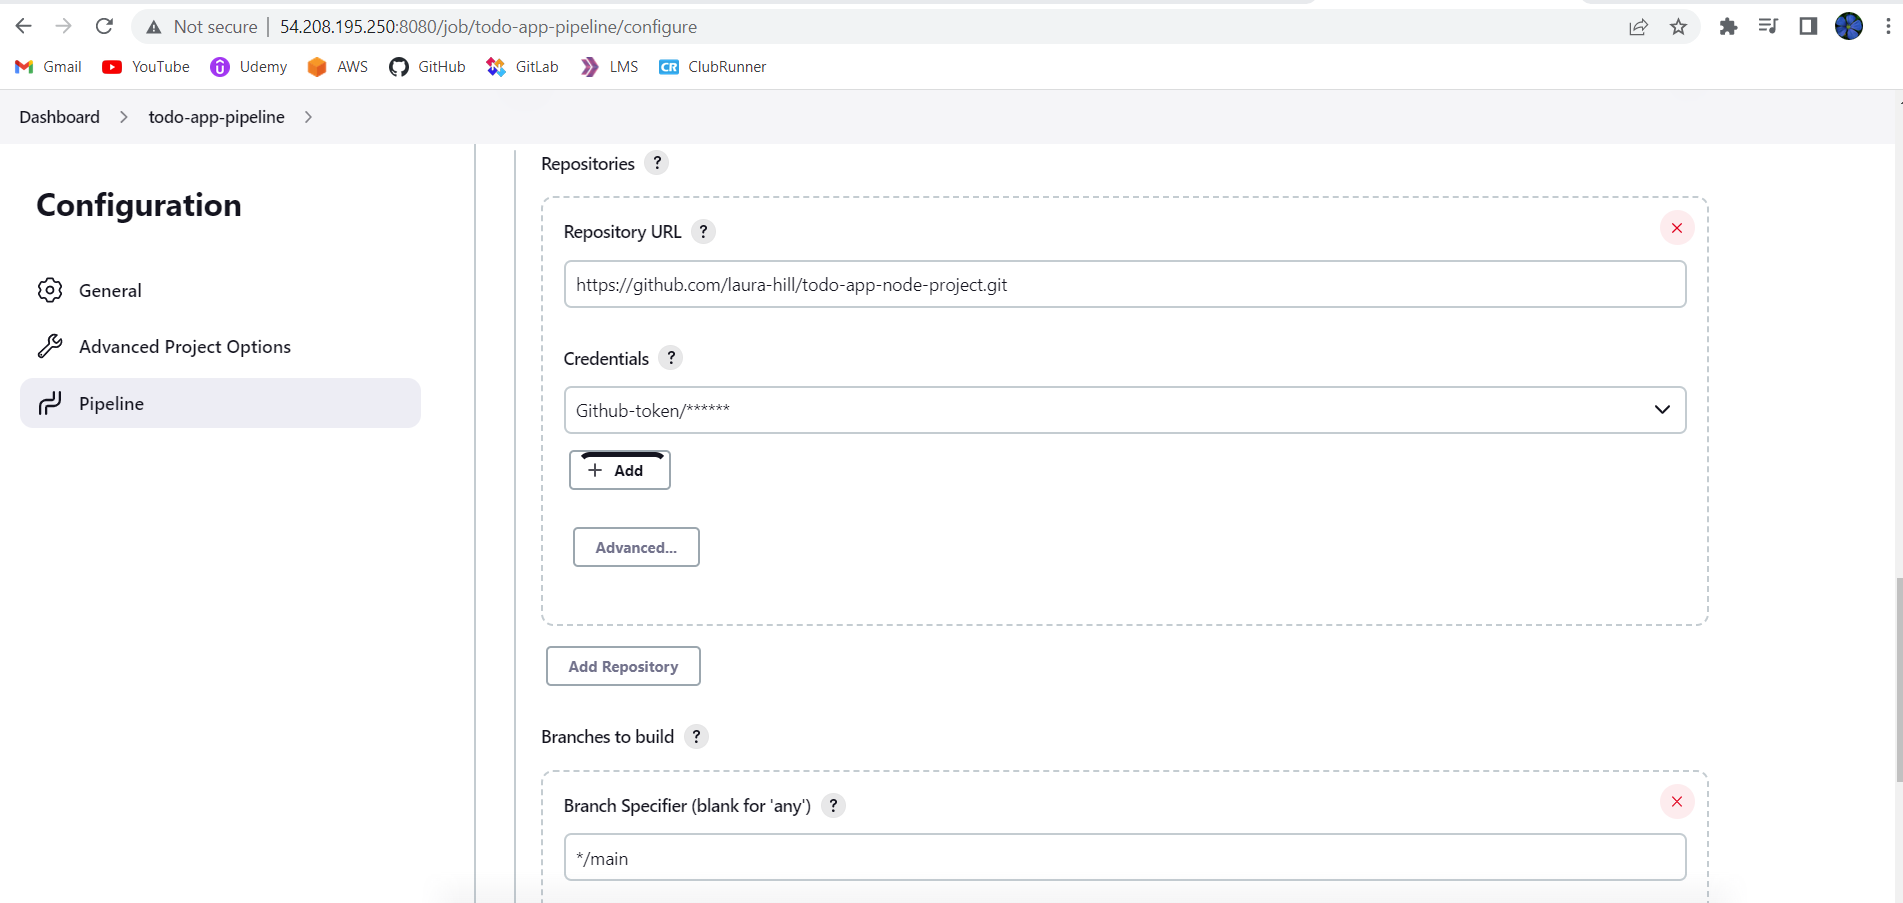 Not secure | 54.208.195.250:8080/job/todo-app-pipeline/configure
Gmail YouTube Udemy AWS GitHub GitLab LMS CR ClubRunner
Dashboard > todo-app-pipeline >
Configuration
General
Advanced Project Options
Pipeline
Repositories ?
Repository URL ?
https://github.com/laura-hill/todo-app-node-project.git
Credentials ?
Github-token/******
+ Add
Advanced...
Add Repository
Branches to build ?
Branch Specifier (blank for 'any') ?
*/main